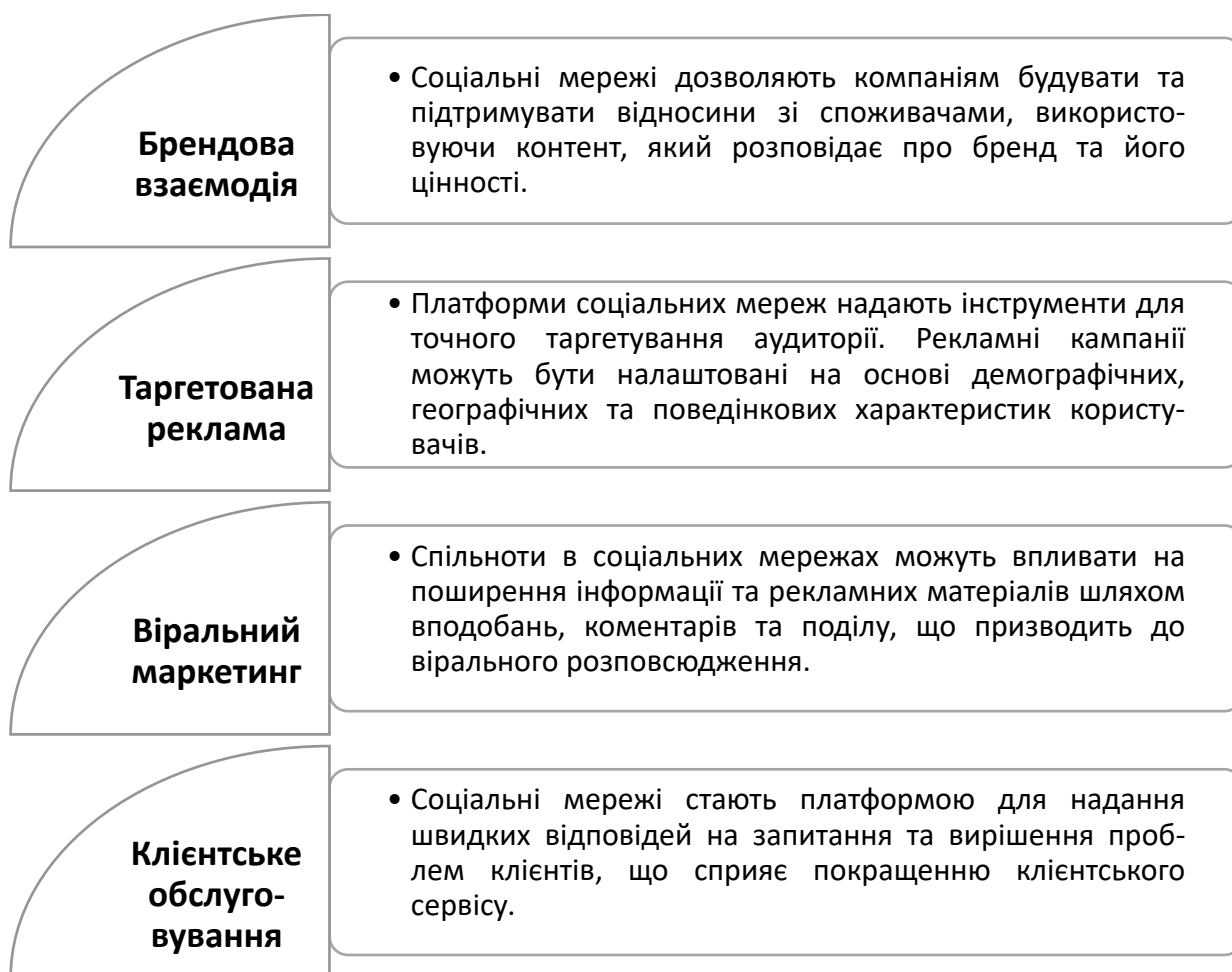 Брендова
взаємодія
• Соціальні мережі дозволяють компаніям будувати та
підтримувати відносини зі споживачами, використо-
вуючи контент, який розповідає про бренд та його
цінності.
Таргетована
реклама
• Платформи соціальних мереж надають інструменти для
точного таргетування аудиторії. Рекламні кампанії
можуть бути налаштовані на основі демографічних,
географічних та поведінкових характеристик користу-
вачів.
Віральний
маркетинг
• Спільноти в соціальних мережах можуть впливати на
поширення інформації та рекламних матеріалів шляхом
вподобань, коментарів та поділу, що призводить до
вірального розповсюдження.
Клієнтське
обслуго-
вування
• Соціальні мережі стають платформою для надання
швидких відповідей на запитання та вирішення проб-
лем клієнтів, що сприяє покращенню клієнтського
сервісу.